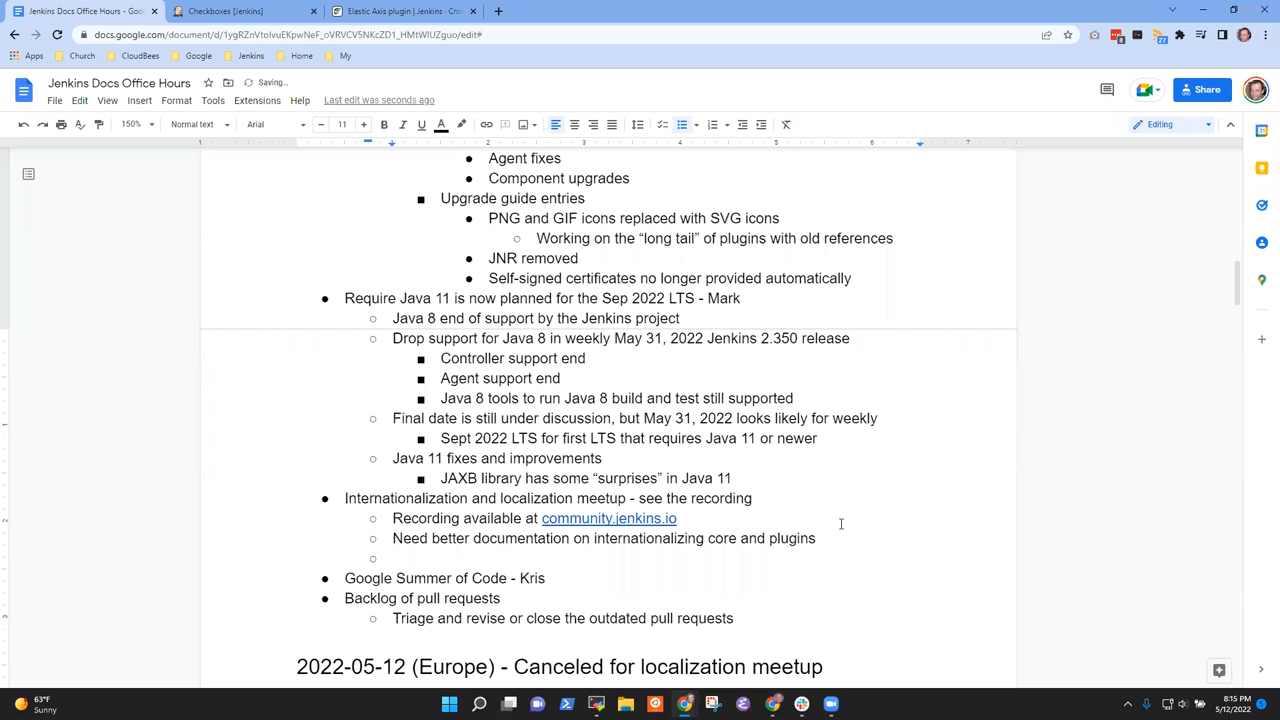 Jenkins Docs Office Hours - Goo
Checkboxes [Jenkins]
Elastic Axis plugin | Jenkins - Cro
docs.google.com/document/d/1ygRZnVtoIvuEKpwNeF_oVRVCV5NKcZD1_HMtWlUZguo/edit#
Apps
Church
CloudBees
Google
Jenkins
Home
My
Jenkins Docs Office Hours
Saving...
File
Edit
View
Insert
Format
Tools
Extensions
Help
Last edit was seconds ago
Share
150%
Normal text
Arial
11
Editing
Agent fixes
Component upgrades
Upgrade guide entries
PNG and GIF icons replaced with SVG icons
Working on the “long tail” of plugins with old references
JNR removed
Self-signed certificates no longer provided automatically
Require Java 11 is now planned for the Sep 2022 LTS - Mark
Java 8 end of support by the Jenkins project
Drop support for Java 8 in weekly May 31, 2022 Jenkins 2.350 release
Controller support end
Agent support end
Java 8 tools to run Java 8 build and test still supported
Final date is still under discussion, but May 31, 2022 looks likely for weekly
Sept 2022 LTS for first LTS that requires Java 11 or newer
Java 11 fixes and improvements
JAXB library has some “surprises” in Java 11
Internationalization and localization meetup - see the recording
Recording available at community.jenkins.io
Need better documentation on internationalizing core and plugins
Google Summer of Code - Kris
Backlog of pull requests
Triage and revise or close the outdated pull requests
2022-05-12 (Europe) - Canceled for localization meetup
63°F
Sunny
8:15 PM
5/12/2022